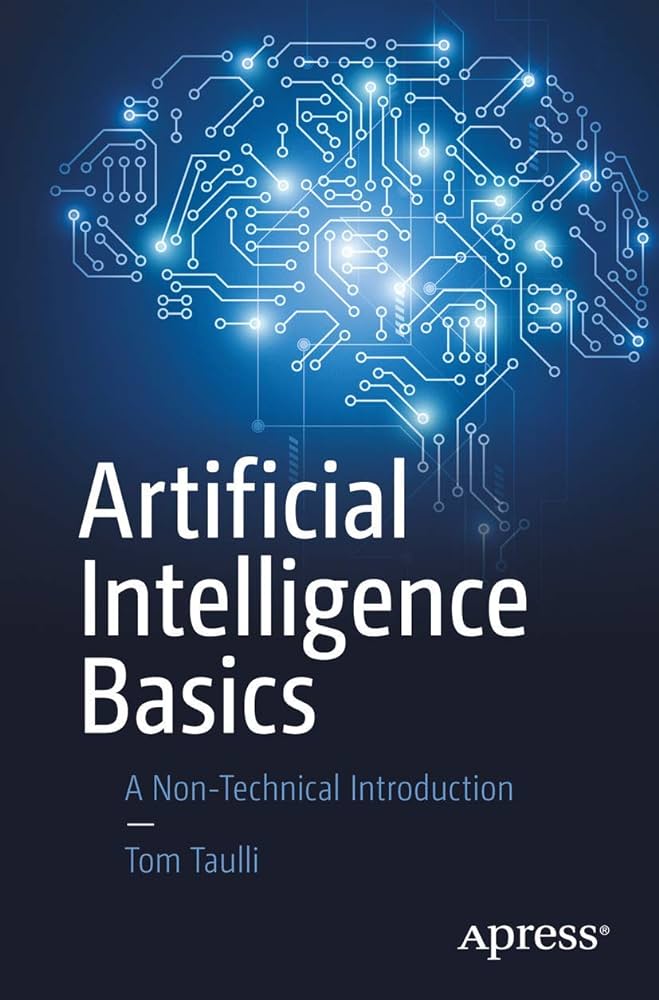 Artificial
Intelligence
Basics
A Non-Technical Introduction
Tom Taulli
Apress®